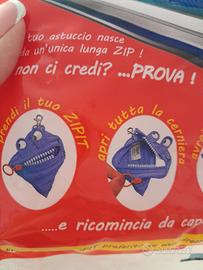 tuo astuccio nasce
da un'unica lunga ZIP !
non ci credi? ...PROVA !
prendi il tuo ZIPIT
apri tutta la cerniera
.....e ricomincia da capo